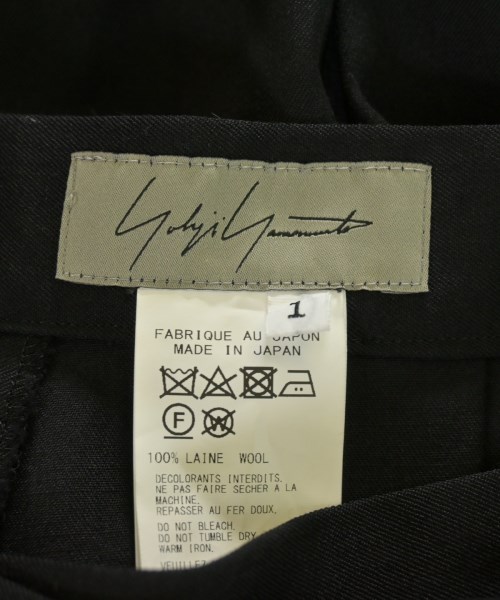 Yohji Yamamoto
1
FABRIQUE AU JAPON
MADE IN JAPAN
F W
100% LAINE WOOL
DECOLORANTS INTERDITS.
NE PAS FAIRE SECHER A LA
MACHINE.
REPASSER AU FER DOUX.
DO NOT BLEACH.
DO NOT TUMBLE DRY
WARM IRON.
VEUILLEZ